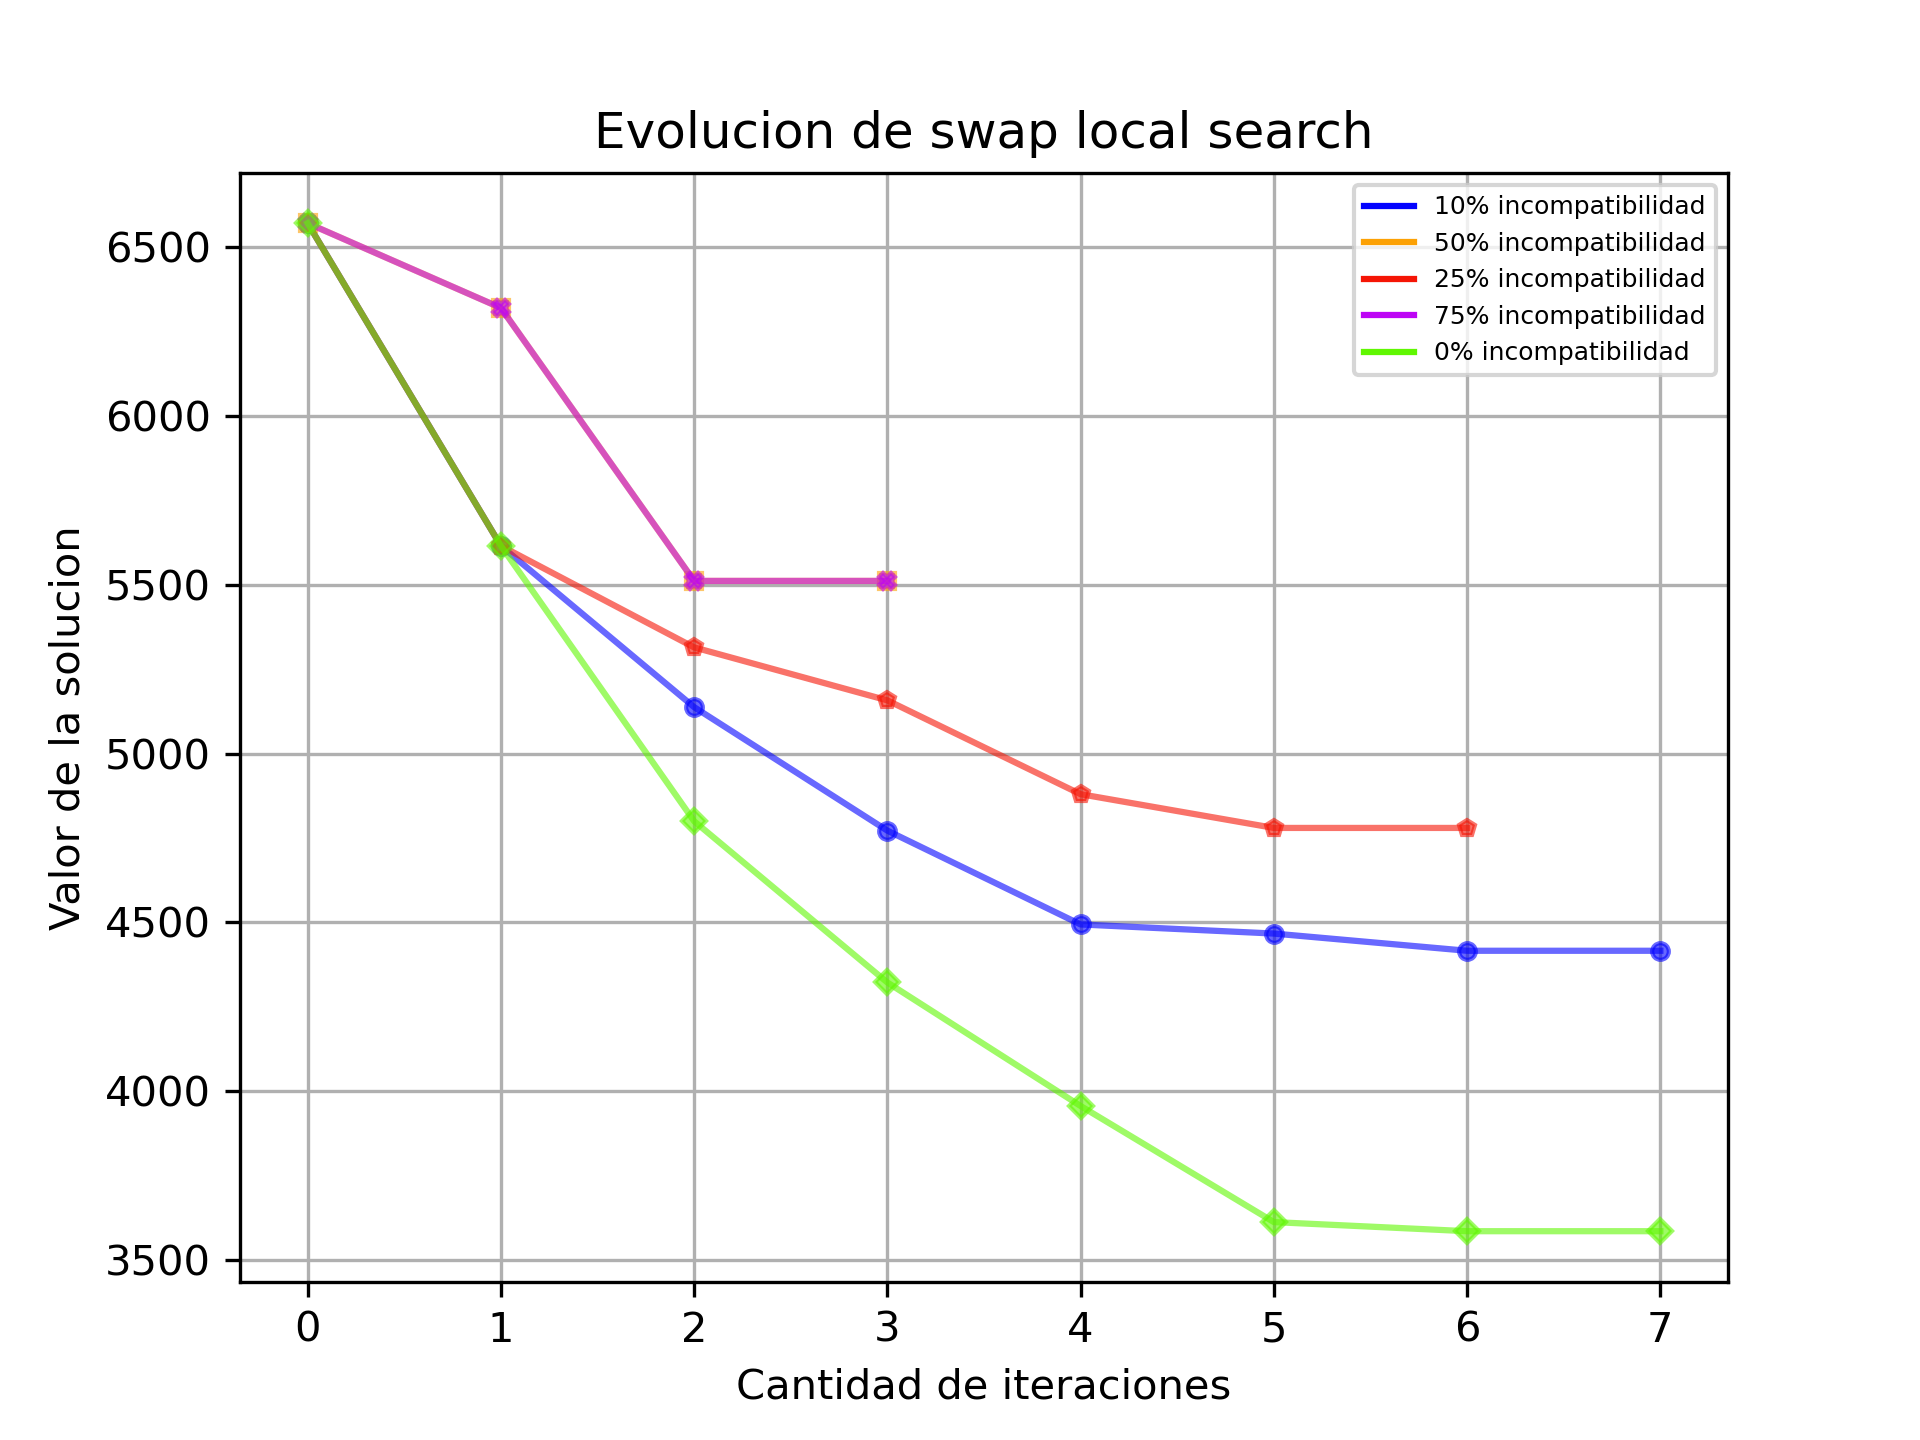 Evolucion de swap local search
10% incompatibilidad
50% incompatibilidad
25% incompatibilidad
75% incompatibilidad
0% incompatibilidad
Valor de la solucion
6500
6000
5500
5000
4500
4000
3500
0 1 2 3 4 5 6 7
Cantidad de iteraciones